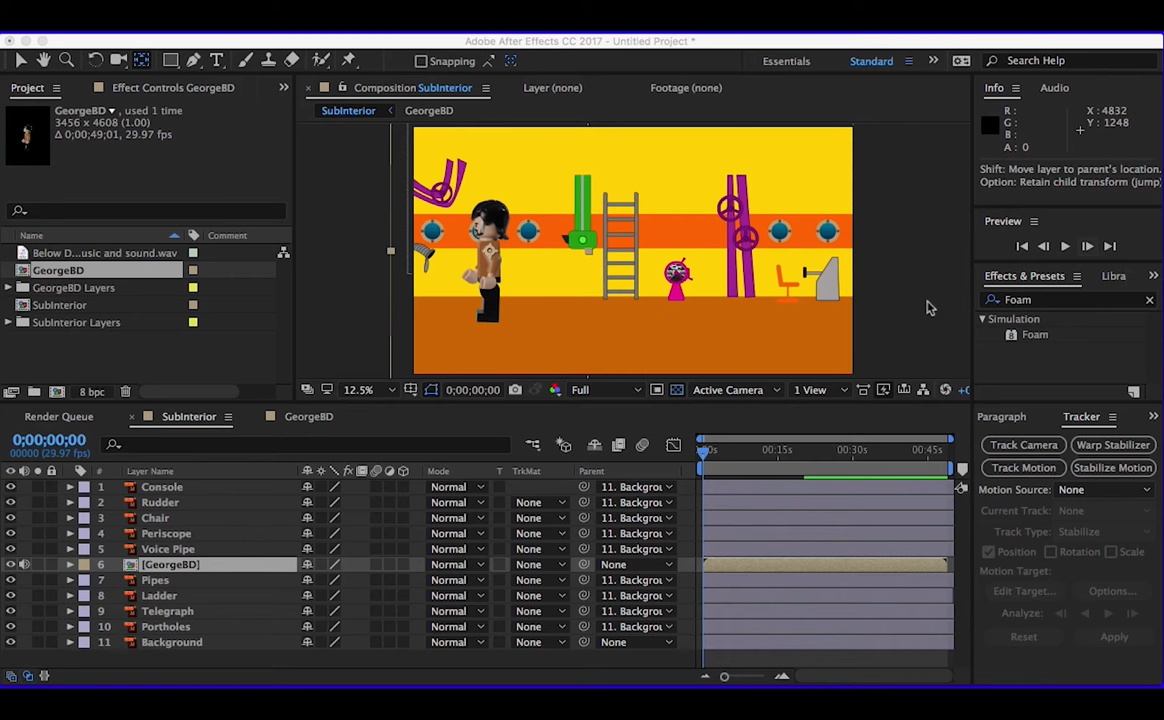 Adobe After Effects CC 2017 - Untitled Project *
Snapping
Essentials
Standard
Search Help
Project
Effect Controls GeorgeBD
Composition SubInterior
Layer (none)
Footage (none)
Info
Audio
GeorgeBD ▾, used 1 time
3456 x 4608 (1.00)
Δ 0;00;49;01, 29.97 fps
SubInterior
GeorgeBD
R :
G :
B :
A : 0
X : 4832
Y : 1248
Shift: Move layer to parent's location.
Option: Retain child transform (jump)
Preview
Name
Comment
Below D...usic and sound.wav
GeorgeBD
GeorgeBD Layers
SubInterior
SubInterior Layers
Effects & Presets
Libra
Foam
Simulation
Foam
8 bpc
12.5%
0;00;00;00
Full
Active Camera
1 View
Render Queue
SubInterior
GeorgeBD
Paragraph
Tracker
0;00;00;00
00000 (29.97 fps)
:00s
00:15s
00:30s
00:45s
Track Camera
Warp Stabilizer
Track Motion
Stabilize Motion
# Layer Name
Mode
T TrkMat
Parent
1 Console Normal 11. Backgrou
2 Rudder Normal None 11. Backgrou
3 Chair Normal None 11. Backgrou
4 Periscope Normal None 11. Backgrou
5 Voice Pipe Normal None 11. Backgrou
6 [GeorgeBD] Normal None None
7 Pipes Normal None 11. Backgrou
8 Ladder Normal None 11. Backgrou
9 Telegraph Normal None 11. Backgrou
10 Portholes Normal None 11. Backgrou
11 Background Normal None None
Motion Source: None
Current Track: None
Track Type: Stabilize
Position Rotation Scale
Motion Target:
Edit Target...
Options...
Analyze:
Reset
Apply